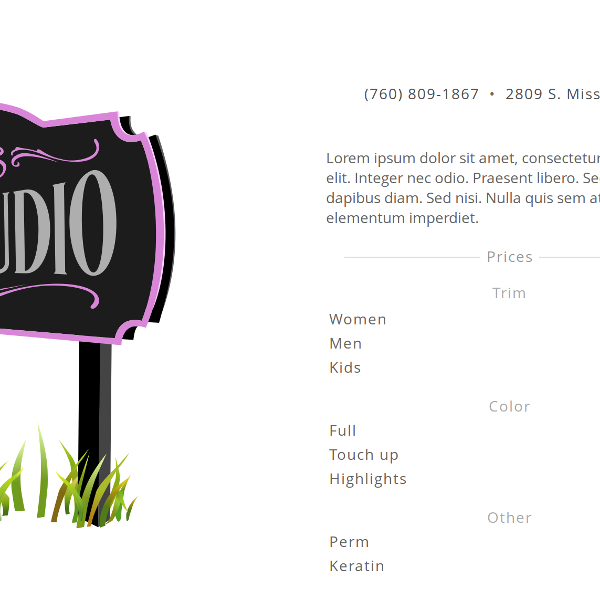 (760) 809-1867 • 2809 S. Miss
UDIO
Lorem ipsum dolor sit amet, consectetur
elit. Integer nec odio. Praesent libero. Se
dapibus diam. Sed nisi. Nulla quis sem at
elementum imperdiet.
Prices
Trim
Women
Men
Kids
Color
Full
Touch up
Highlights
Other
Perm
Keratin